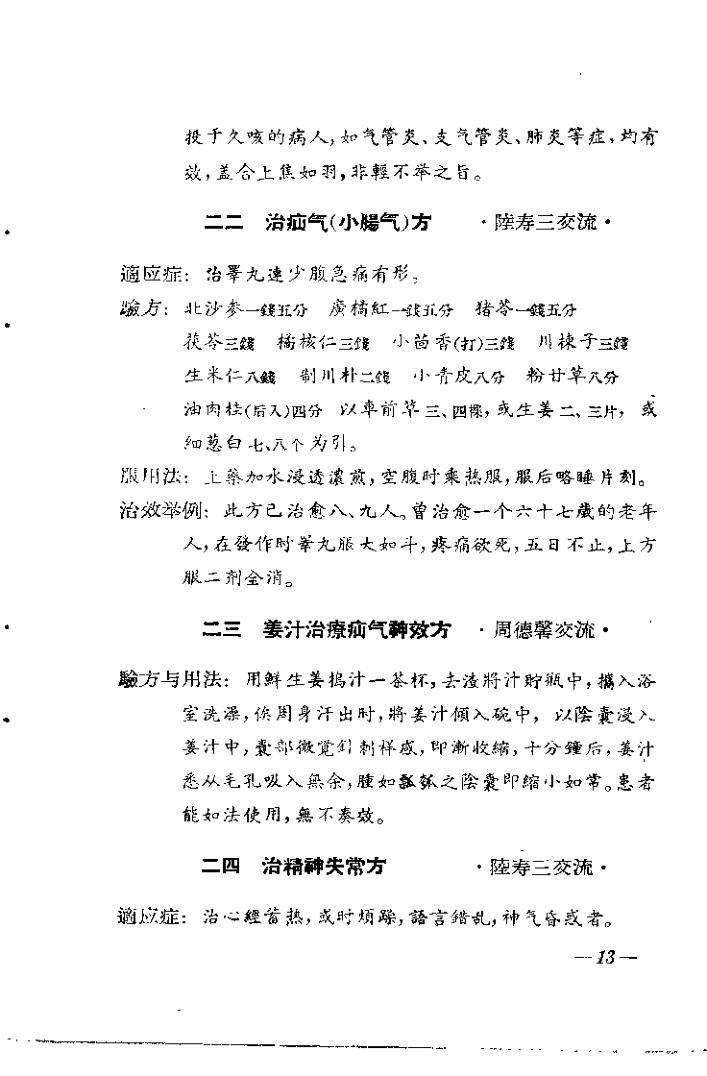 投于久咳的病人,如气管炎、支气管炎、肺炎等症,均有
效,盖合上焦如羽,非輕不举之旨。
二二 治疝气(小腸气)方 ·陸寿三交流·
適应症: 治睪丸連少腹急痛有形。
驗方: 北沙参一錢五分 廣橘紅一錢五分 猪苓一錢五分
茯苓三錢 橘核仁三錢 小茴香(打)三錢 川楝子三錢
生米仁八錢 制川朴二錢 小青皮八分 粉甘草六分
油肉桂(后入)四分 以車前草三、四棵,或生姜二、三片, 或
細葱白七、八个为引。
服用法: 上藥加水浸透濃煎,空腹时乘热服,服后略睡片刻。
治效举例: 此方已治愈八、九人。曾治愈一个六十七歲的老年
人,在發作时睾丸脹大如斗,疼痛欲死,五日不止,上方
服二剂全消。
二三 姜汁治療疝气神效方 ·周德馨交流·
驗方与用法: 用鮮生姜搗汁一茶杯,去渣將汁貯瓶中,攜入浴
室洗澡,俟周身汗出时,將姜汁傾入碗中, 以陰囊浸入
姜汁中,囊部微覚針刺样感,即漸收縮,十分鍾后,姜汁
悉从毛孔吸入無余,腫如瓢瓠之陰囊即縮小如常。患者
能如法使用,無不奏效。
二四 治精神失常方 ·陸寿三交流·
適应症: 治心經蓄热,或时煩躁,語言錯乱,神气昏惑者。
—13—